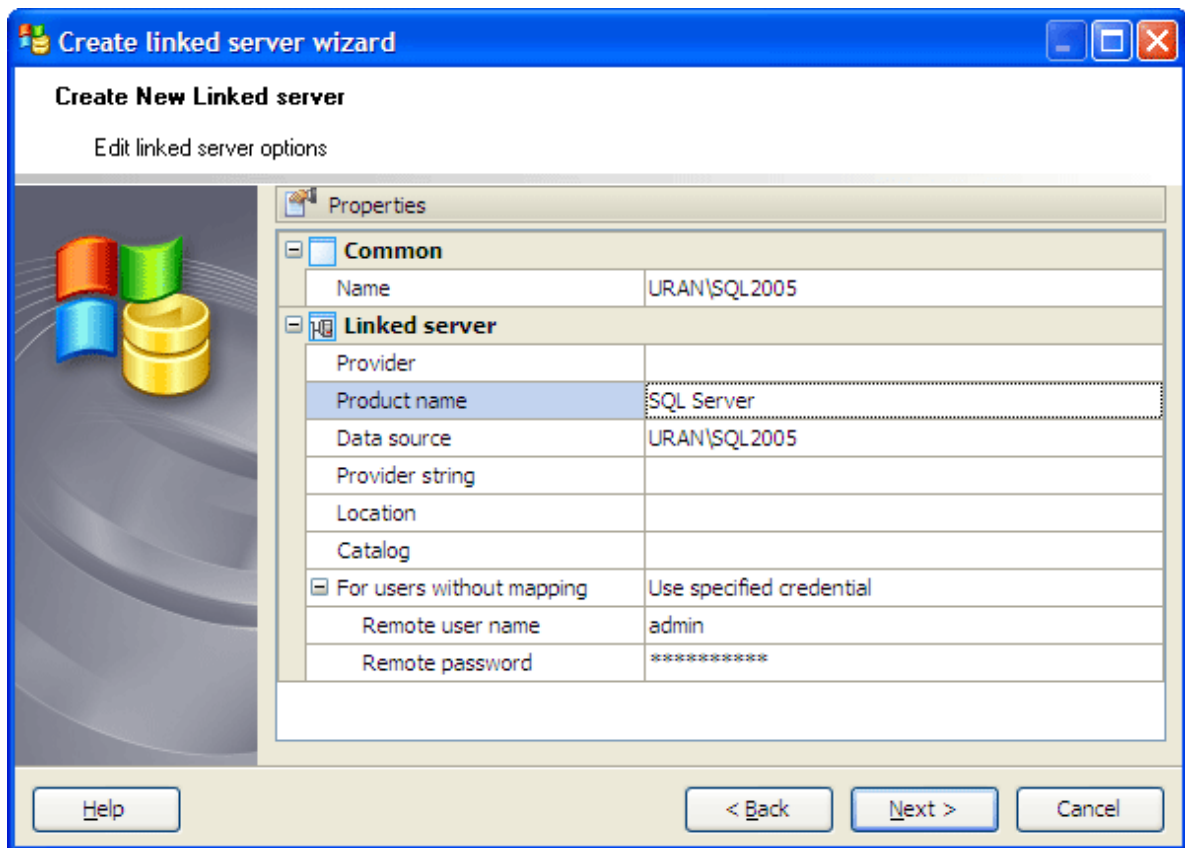 Create linked server wizard
Create New Linked server
Edit linked server options
Properties
Common
Name URAN\SQL2005
Linked server
Provider
Product name SQL Server
Data source URAN\SQL2005
Provider string
Location
Catalog
For users without mapping Use specified credential
Remote user name admin
Remote password **********
Help < Back Next > Cancel